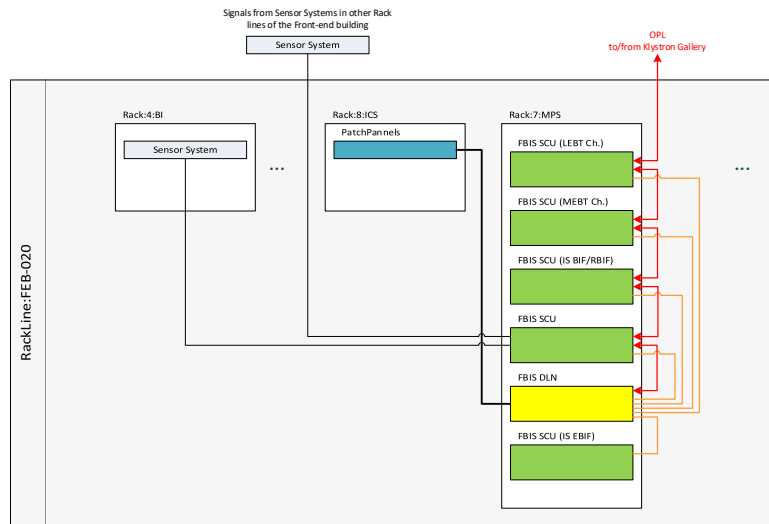 Signals from Sensor Systems in other Rack
lines of the Front-end building
Sensor System
OPL
to/from Klystron Gallery
RackLine:FEB-020
Rack:4:BI
Sensor System
...
Rack:8:ICS
PatchPannels
Rack:7:MPS
FBIS SCU (LEBT Ch.)
FBIS SCU (MEBT Ch.)
FBIS SCU (IS BIF/RBIF)
FBIS SCU
FBIS DLN
FBIS SCU (IS EBIF)
...